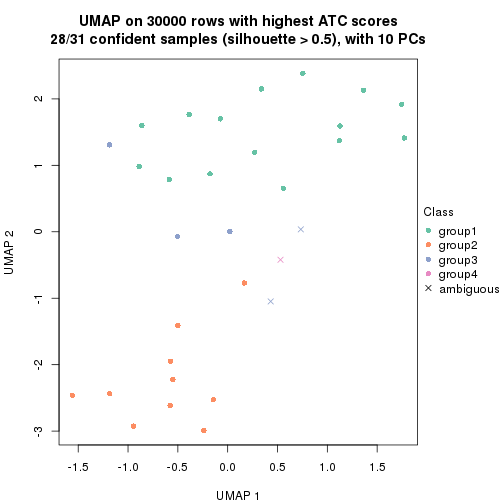 UMAP on 30000 rows with highest ATC scores
28/31 confident samples (silhouette > 0.5), with 10 PCs
2
1
0
-1
-2
-3
UMAP 2
-1.5 -1.0 -0.5 0.0 0.5 1.0 1.5
UMAP 1
Class
group1
group2
group3
group4
ambiguous